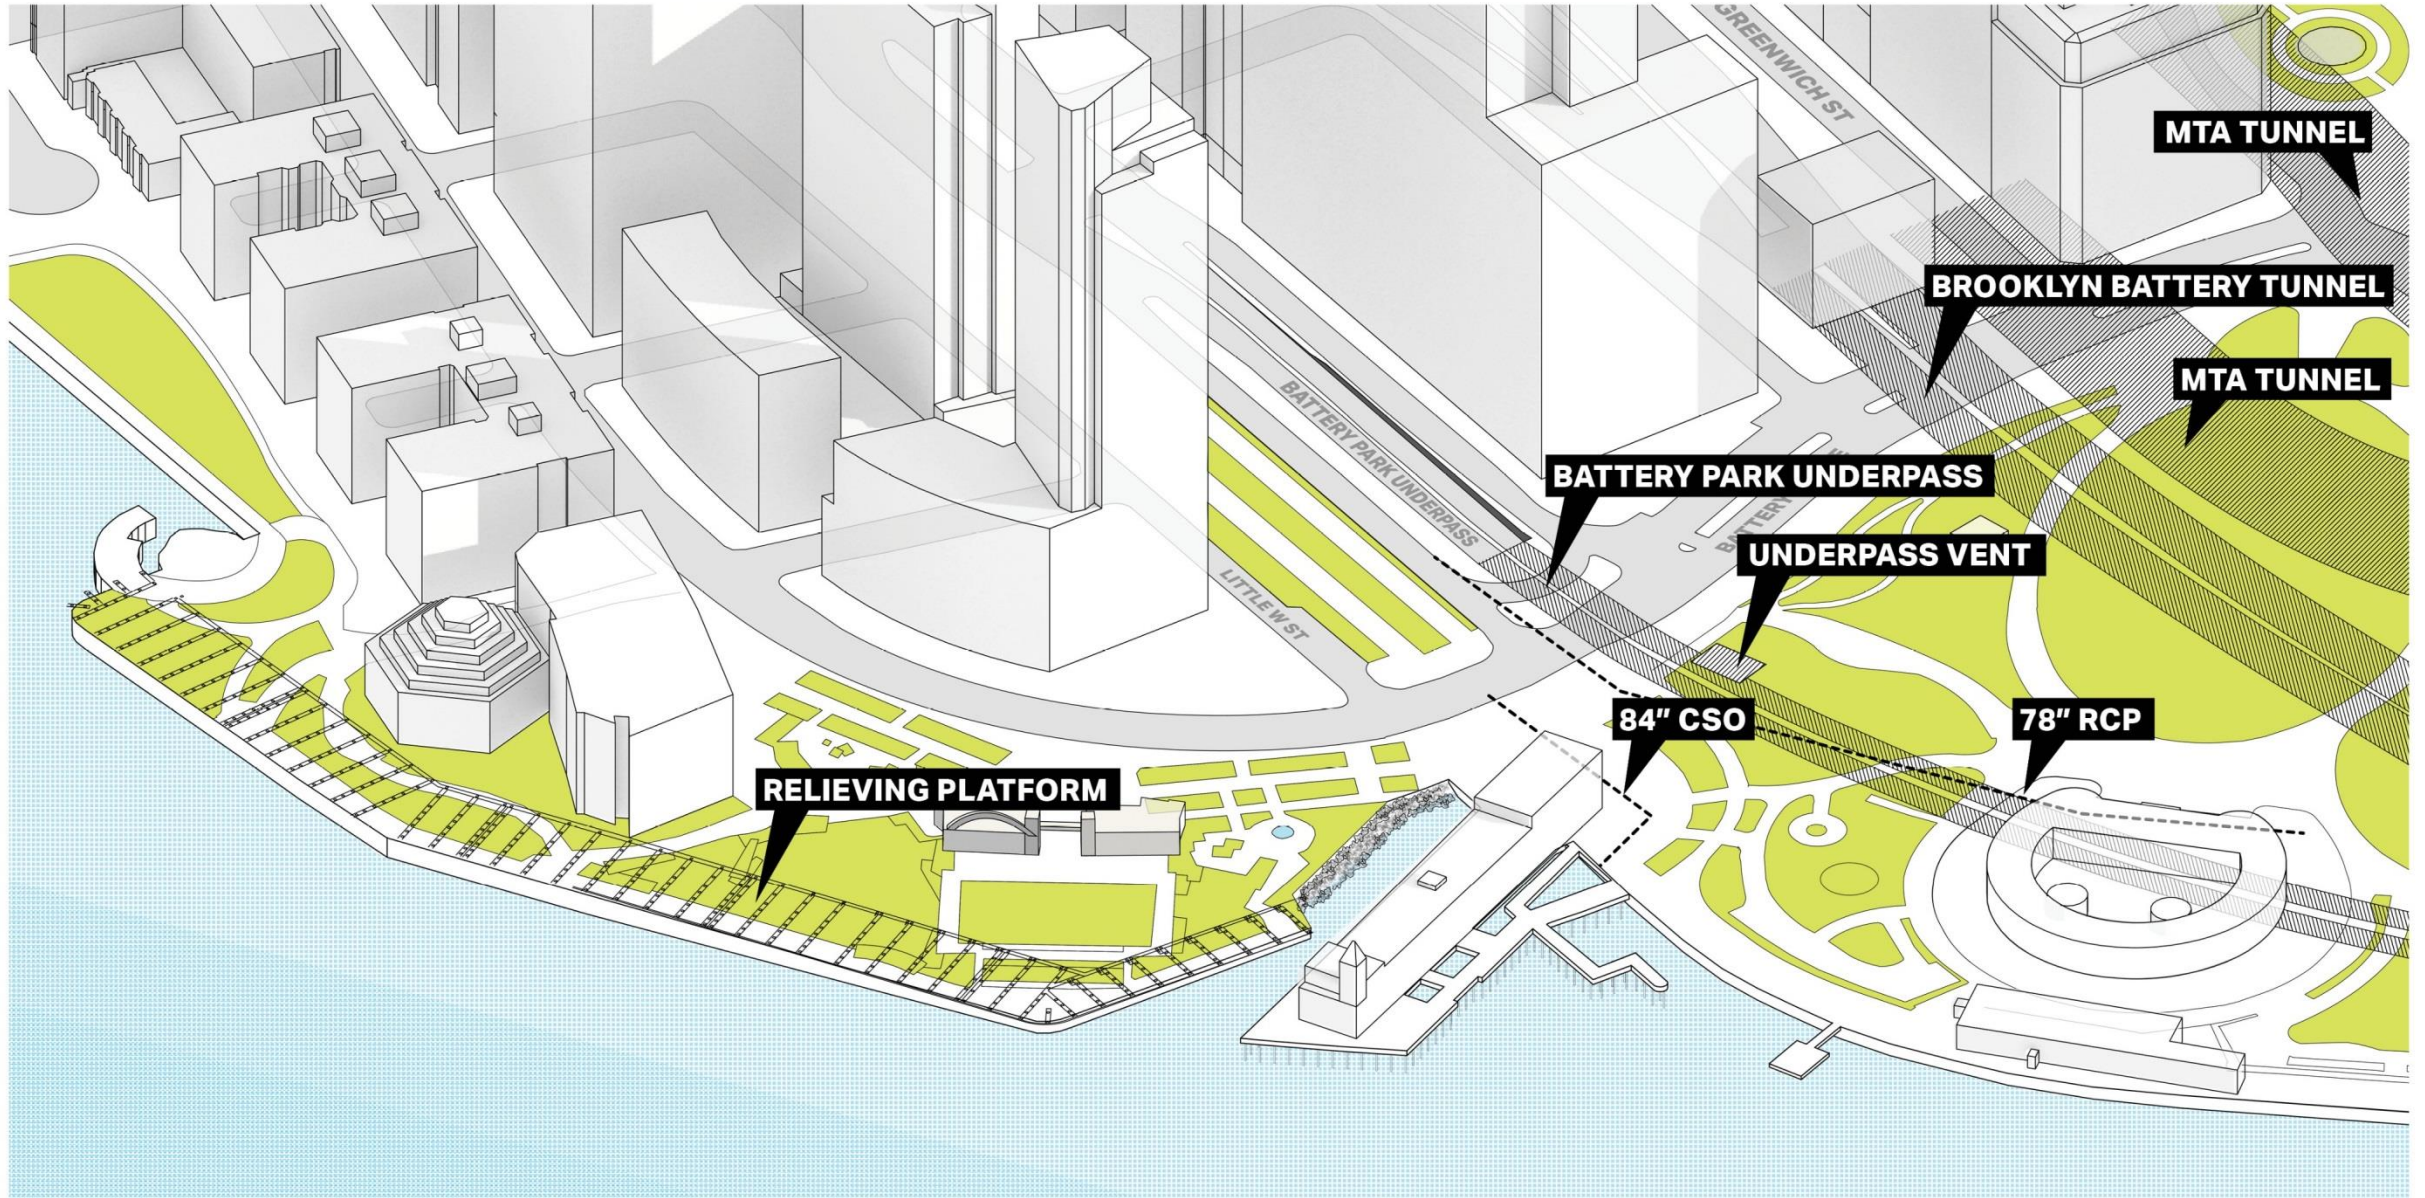 GREENWICH ST
MTA TUNNEL
BROOKLYN BATTERY TUNNEL
MTA TUNNEL
BATTERY PARK UNDERPASS
BATTERY PARK UNDERPASS
BATTERY
UNDERPASS VENT
LITTLE W ST
84" CSO
78" RCP
RELIEVING PLATFORM